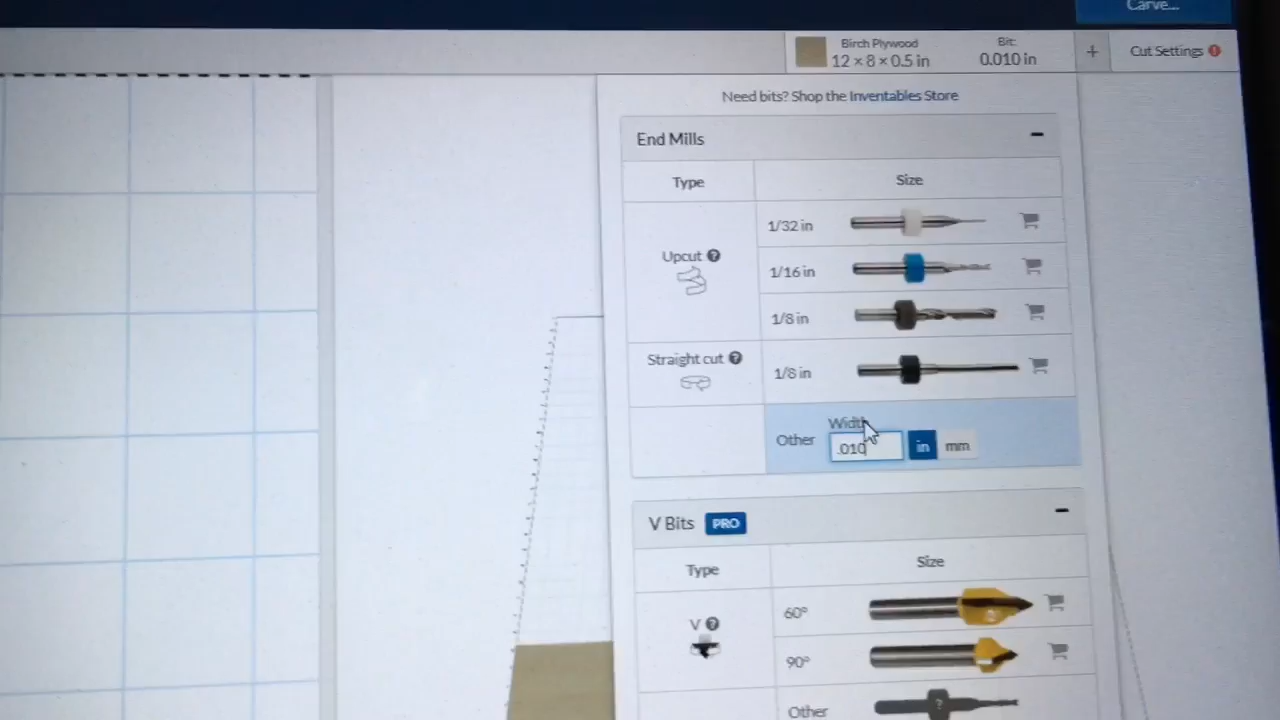 Carve...
Birch Plywood
12 × 8 × 0.5 in
Bit:
0.010 in
+
Cut Settings !
Need bits? Shop the Inventables Store
End Mills
Type
Size
Upcut ?
1/32 in
1/16 in
1/8 in
Straight cut ?
1/8 in
Width
Other
.010
in
mm
V Bits PRO
Type
Size
V ?
60°
90°
Other
?